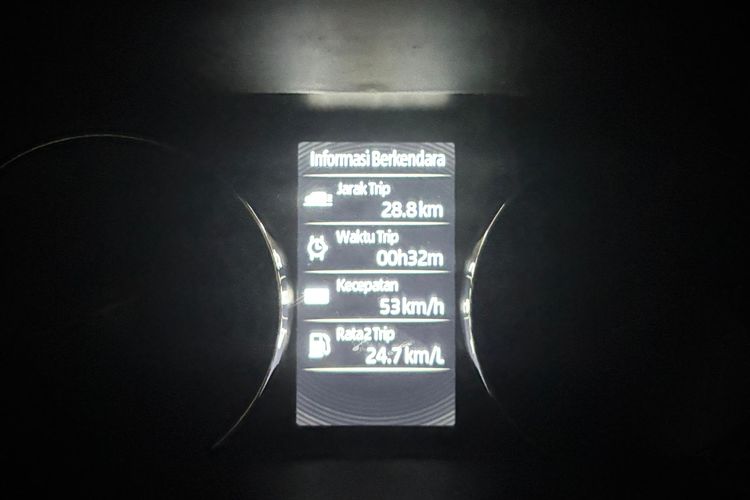 Informasi Berkendara
Jarak Trip
28.8 km
Waktu Trip
00h32m
Kecepatan
53 km/h
Rata2 Trip
24.7 km/L